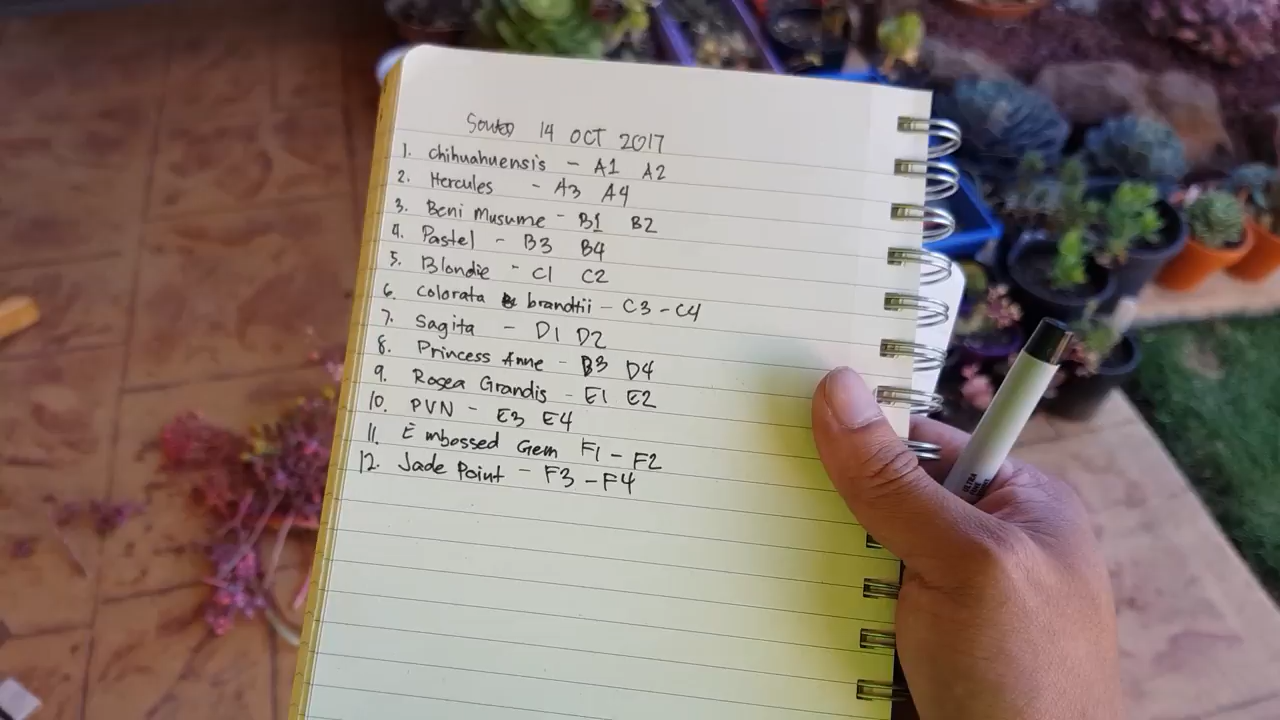 Sowed 14 OCT 2017
1. chihuahuensis - A1 A2
2. Hercules - A3 A4
3. Beni Musume - B1 B2
4. Pastel - B3 B4
5. Blondie - C1 C2
6. Colorata & brandtii - C3 - C4
7. Sagita - D1 D2
8. Princess Anne - D3 D4
9. Rosea Grandis - E1 E2
10. PVN - E3 E4
11. Embossed Gem F1 - F2
12. Jade Point - F3 - F4
ULTRA